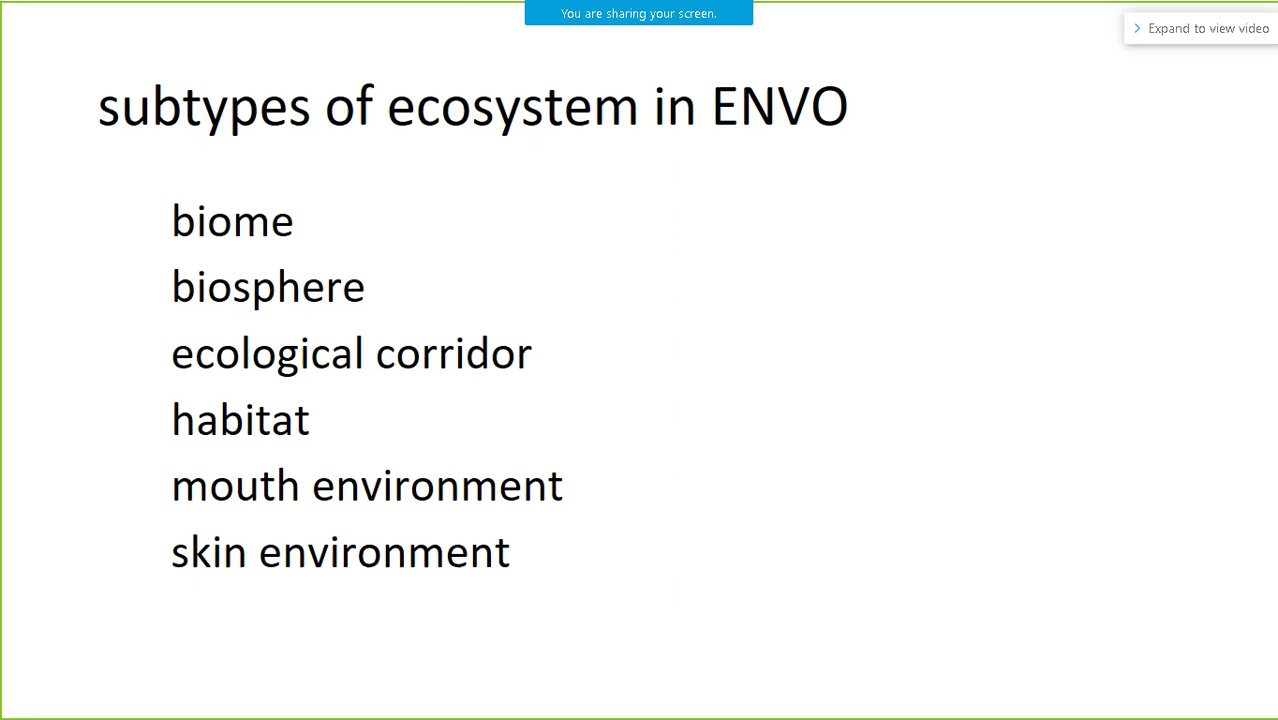 You are sharing your screen.
Expand to view video
subtypes of ecosystem in ENVO
biome
biosphere
ecological corridor
habitat
mouth environment
skin environment